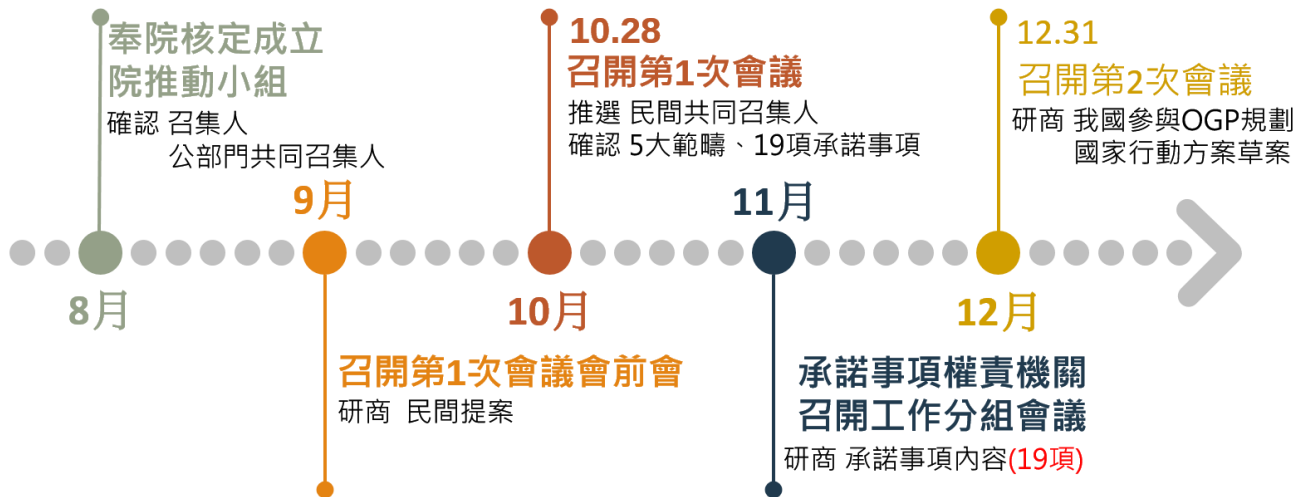 奉院核定成立
院推動小組
確認 召集人
公部門共同召集人
8月
9月
召開第1次會議會前會
研商 民間提案
10.28
召開第1次會議
推選 民間共同召集人
確認 5大範疇、19項承諾事項
10月
11月
承諾事項權責機關
召開工作分組會議
研商 承諾事項內容(19項)
12.31
召開第2次會議
研商 我國參與OGP規劃
國家行動方案草案
12月